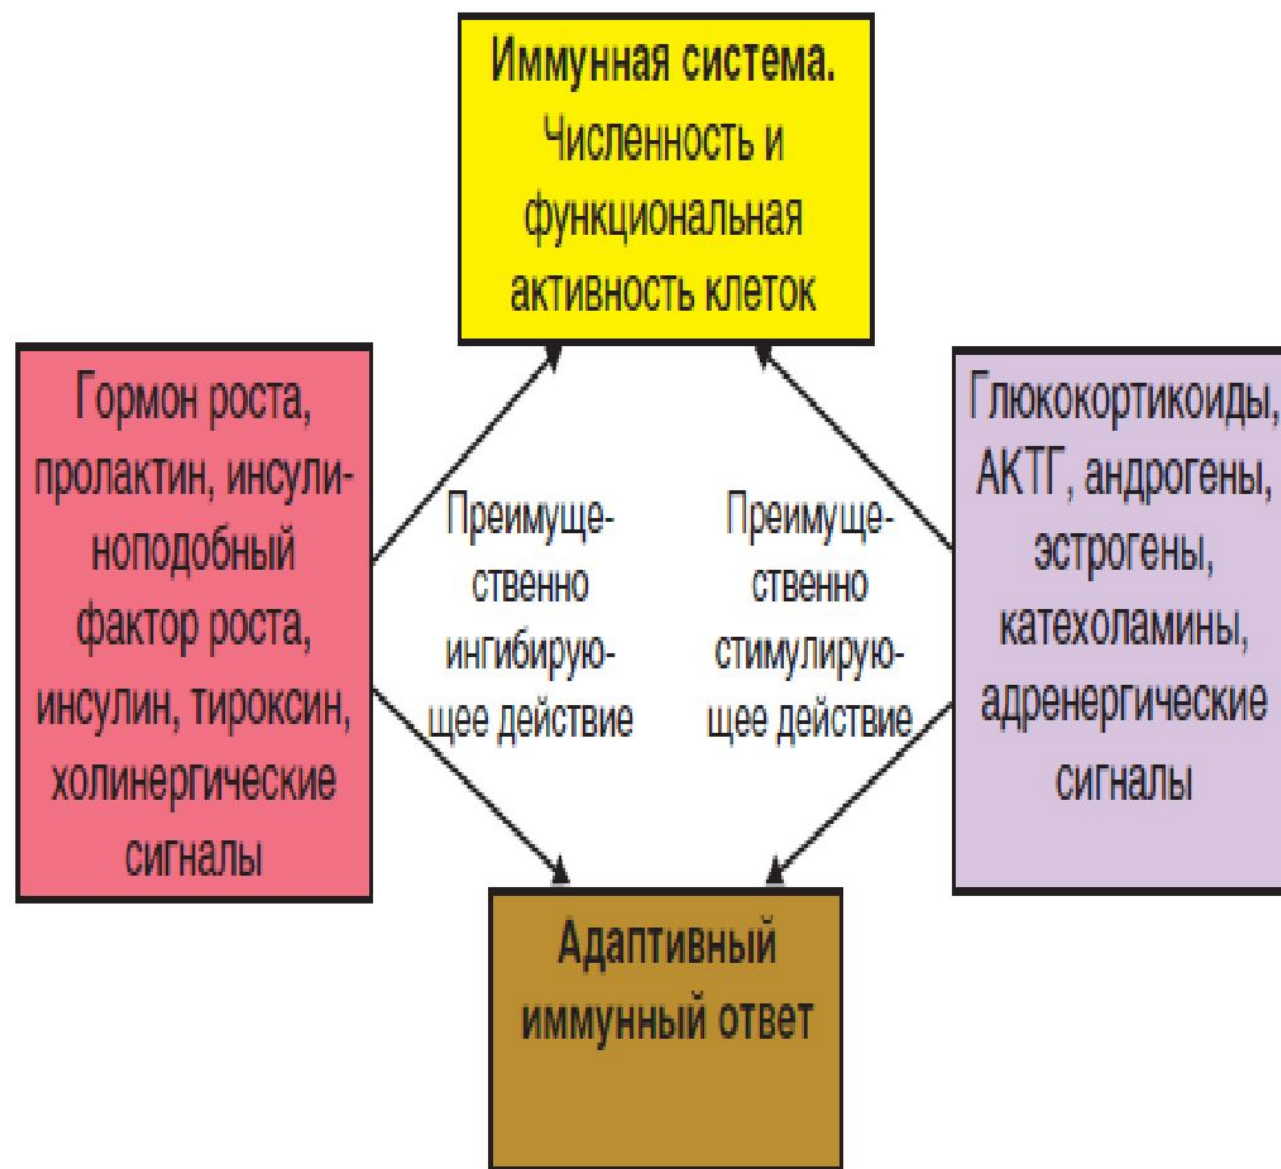 Иммунная система.
Численность и
функциональная
активность клеток
Гормон роста,
пролактин, инсули-
ноподобный
фактор роста,
инсулин, тироксин,
холинергические
сигналы
Преимуще-
ственно
ингибирую-
щее действие
Преимуще-
ственно
стимулирую-
щее действие
Глюкокортикоиды,
АКТГ, андрогены,
эстрогены,
катехоламины,
адренергические
сигналы
Адаптивный
иммунный ответ